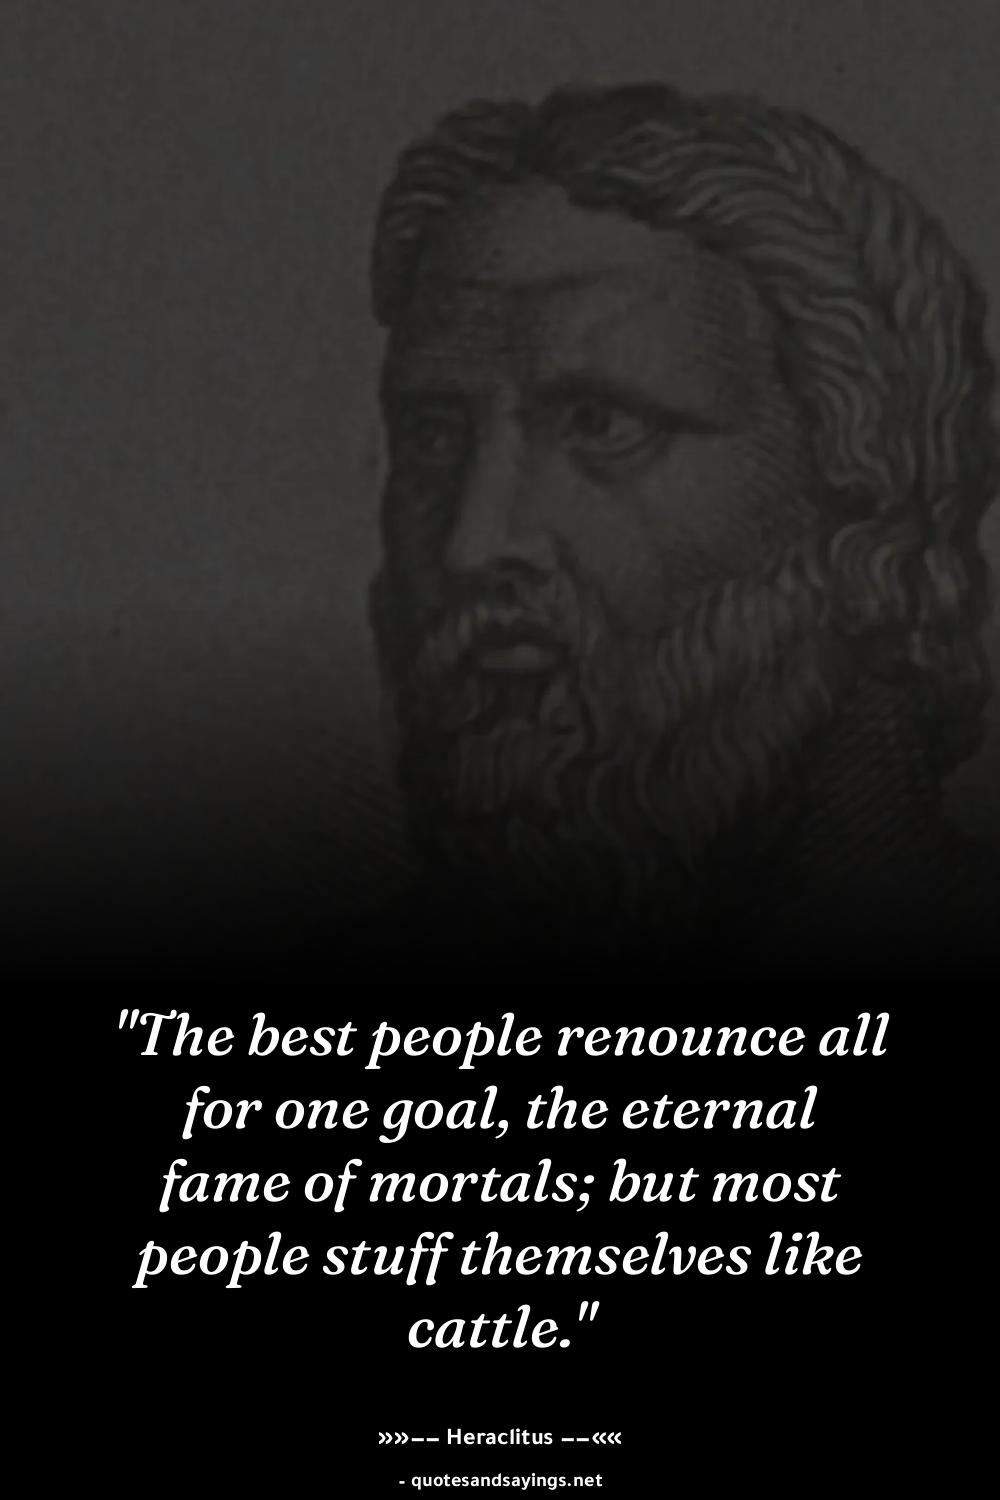 "The best people renounce all
for one goal, the eternal
fame of mortals; but most
people stuff themselves like
cattle."
»»–– Heraclitus ––««
- quotesandsayings.net